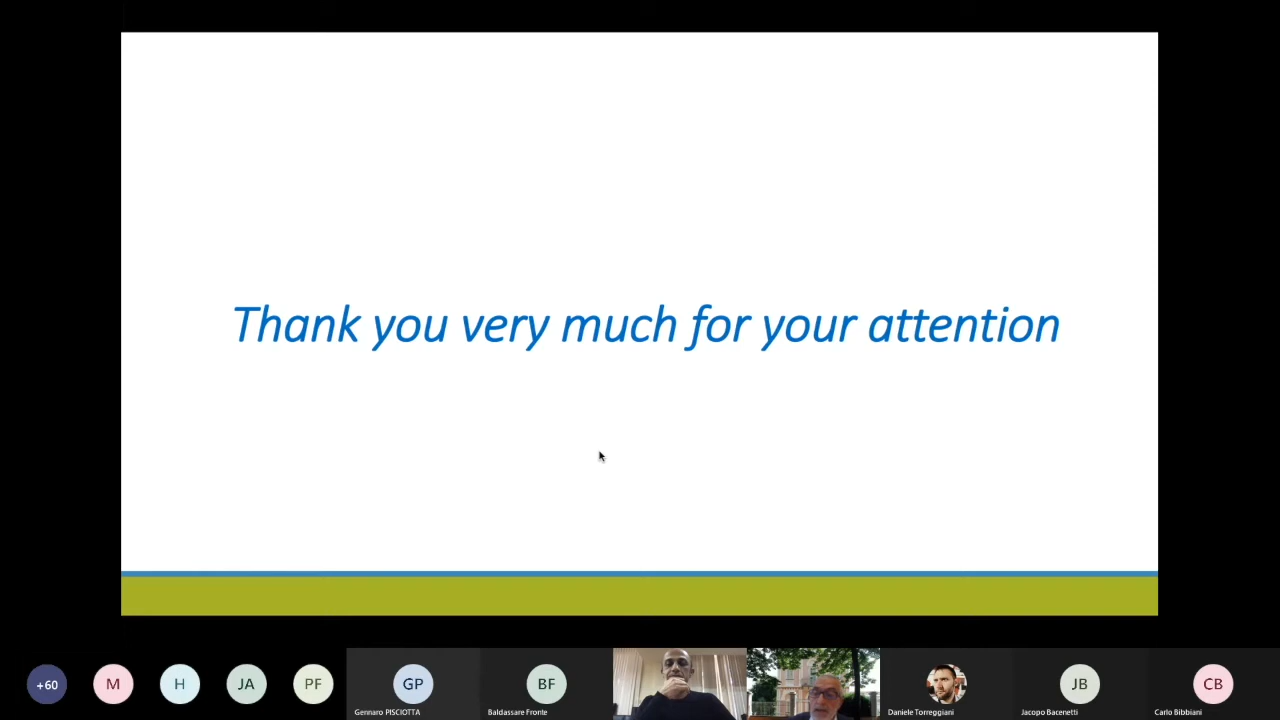 Thank you very much for your attention
+60
M
H
JA
PF
GP
Gennaro PISCIOTTA
BF
Baldassare Fronte
Daniele Torreggiani
JB
Jacopo Bacenetti
CB
Carlo Bibbiani